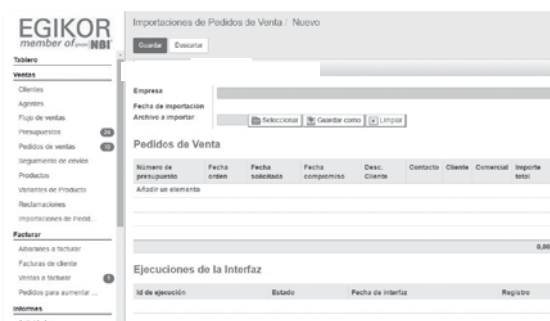 EGIKOR
member of NBI
Tablero
Ventas
Clientes
Agentes
Flujo de ventas
Presupuestos
Pedidos de ventas
Seguimiento de envíos
Productos
Variantes de Producto
Reclamaciones
Importaciones de Pedid...
Facturar
Albaranes a facturar
Facturas de cliente
Ventas a facturar 1
Pedidos para aumentar ...
Informes
Importaciones de Pedidos de Venta / Nuevo
Guardar Descartar
Empresa
Fecha de importación
Archivo a importar Seleccionar Guardar como Limpiar
Pedidos de Venta
Número de presupuesto Fecha orden Fecha solicitada Fecha compromiso Desc. Cliente Contacto Cliente Comercial Importe total
Añadir un elemento
0,00
Ejecuciones de la Interfaz
Id de ejecución Estado Fecha de interfaz Registro